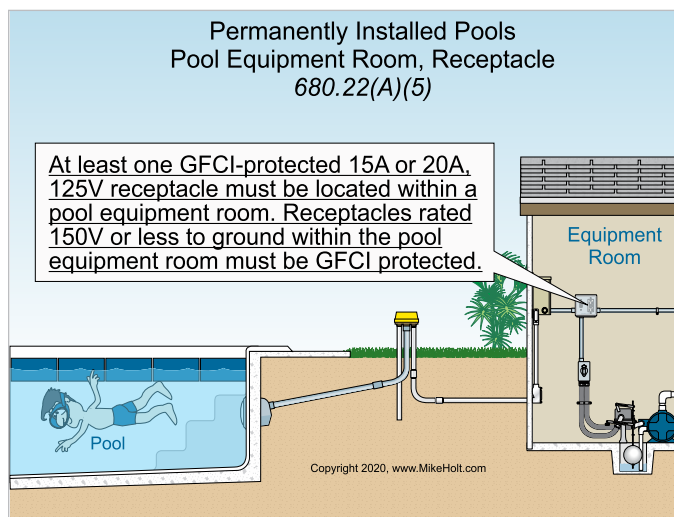 Permanently Installed Pools
Pool Equipment Room, Receptacle
680.22(A)(5)
At least one GFCI-protected 15A or 20A,
125V receptacle must be located within a
pool equipment room. Receptacles rated
150V or less to ground within the pool
equipment room must be GFCI protected.
Equipment
Room
Pool
Copyright 2020, www.MikeHolt.com